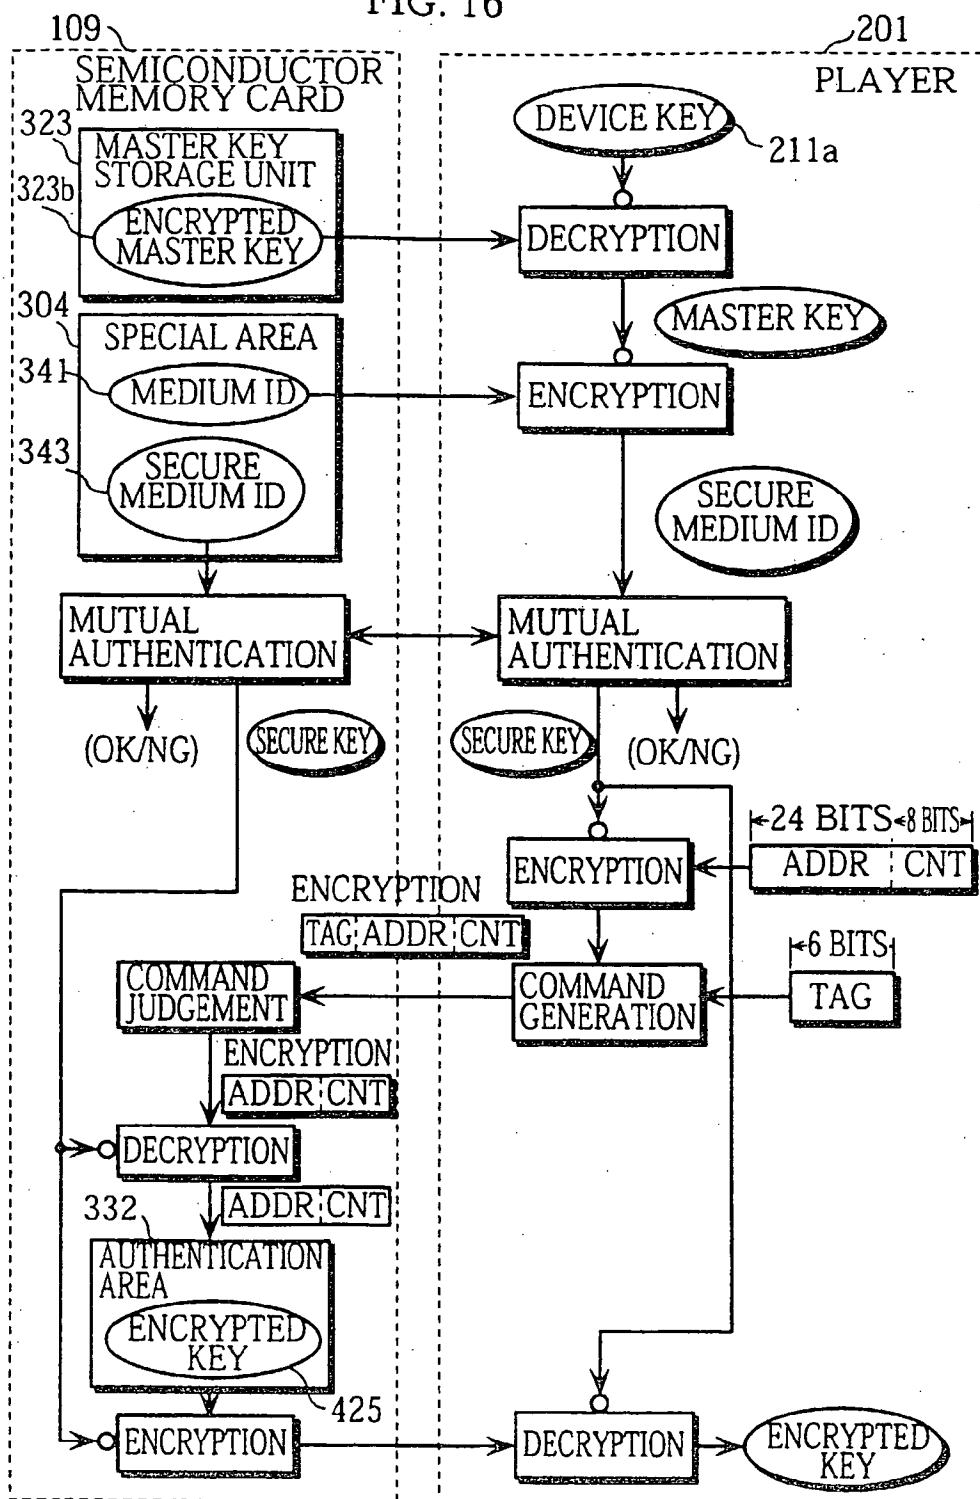 FIG. 16
109
201
SEMICONDUCTOR
MEMORY CARD
PLAYER
323
MASTER KEY
STORAGE UNIT
323b
ENCRYPTED
MASTER KEY
DEVICE KEY
211a
DECRYPTION
MASTER KEY
304
SPECIAL AREA
341
MEDIUM ID
ENCRYPTION
343
SECURE
MEDIUM ID
SECURE
MEDIUM ID
MUTUAL
AUTHENTICATION
MUTUAL
AUTHENTICATION
(OK/NG)
SECURE KEY
SECURE KEY
(OK/NG)
24 BITS 8 BITS
ADDR CNT
ENCRYPTION
ENCRYPTION
TAG ADDR CNT
6 BITS
TAG
COMMAND
JUDGEMENT
COMMAND
GENERATION
ENCRYPTION
ADDR CNT
DECRYPTION
ADDR CNT
332
AUTHENTICATION
AREA
ENCRYPTED
KEY
425
ENCRYPTION
DECRYPTION
ENCRYPTED
KEY